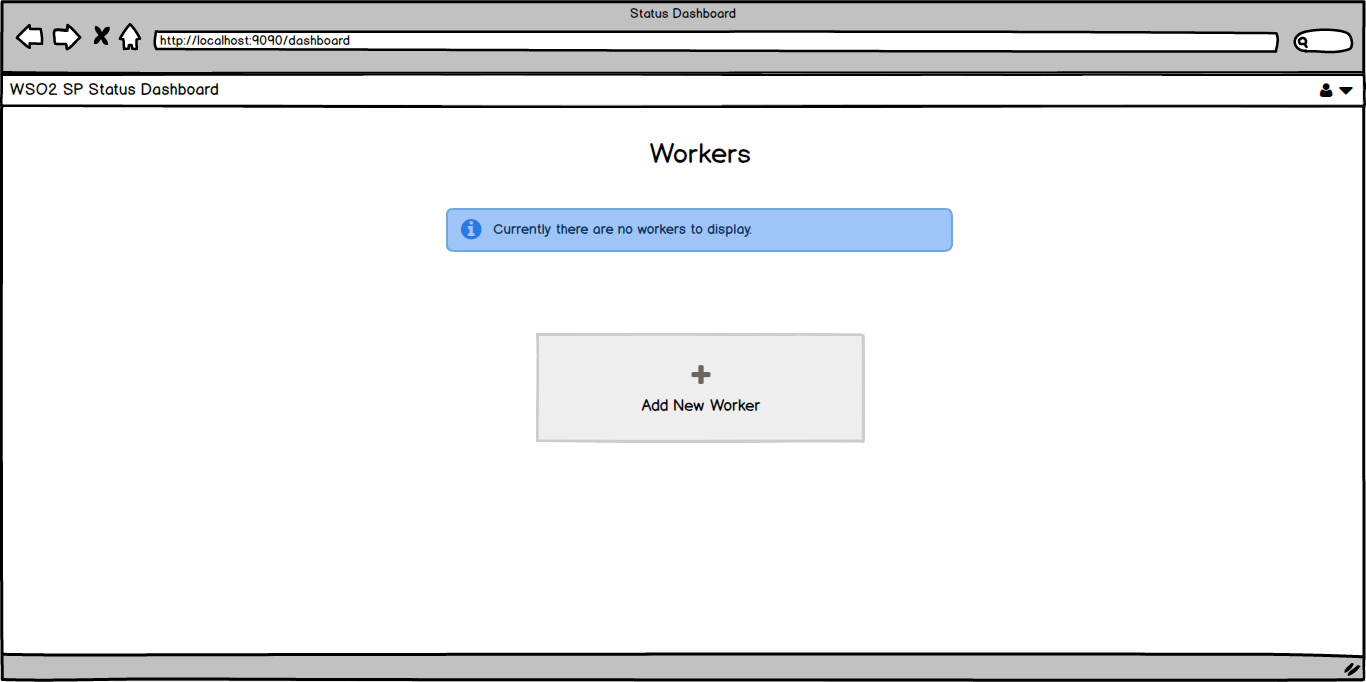 Status Dashboard
http://localhost:9090/dashboard
WSO2 SP Status Dashboard
Workers
Currently there are no workers to display.
Add New Worker